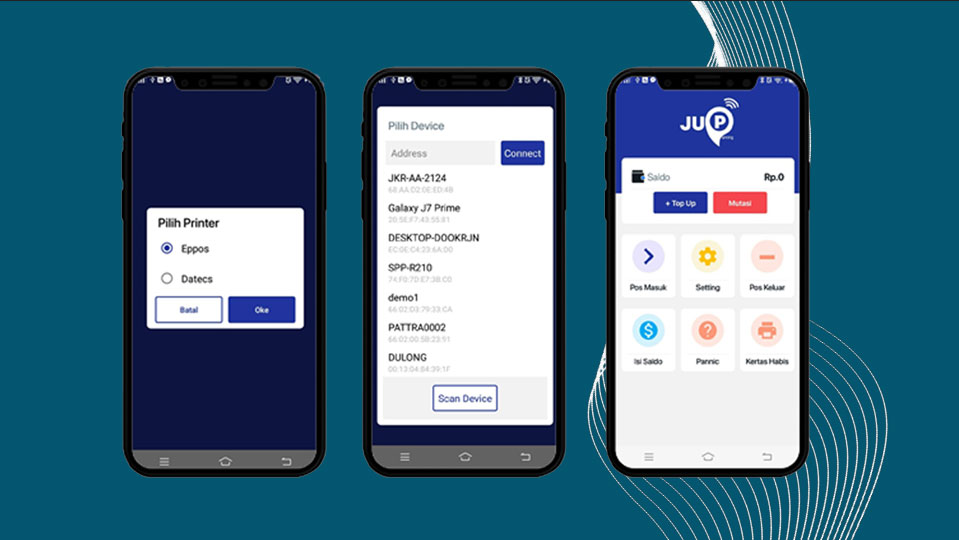 Pilih Printer
Eppos
Datecs
Batal
Oke
Pilih Device
Address
Connect
JKR-AA-2124
68:AA:D2:0E:ED:4B
Galaxy J7 Prime
20:5E:F7:43:55:81
DESKTOP-DOOKRJN
EC:0E:C4:23:6A:00
SPP-R210
74:F0:7D:E7:3B:CD
demo1
66:02:D3:79:33:CA
PATTRA0002
66:02:00:5B:23:51
DULONG
00:13:04:84:39:1F
Scan Device
JUP
Saldo
Rp.0
+ Top Up
Mutasi
Pos Masuk
Setting
Pos Keluar
Isi Saldo
Pannic
Kertas Habis